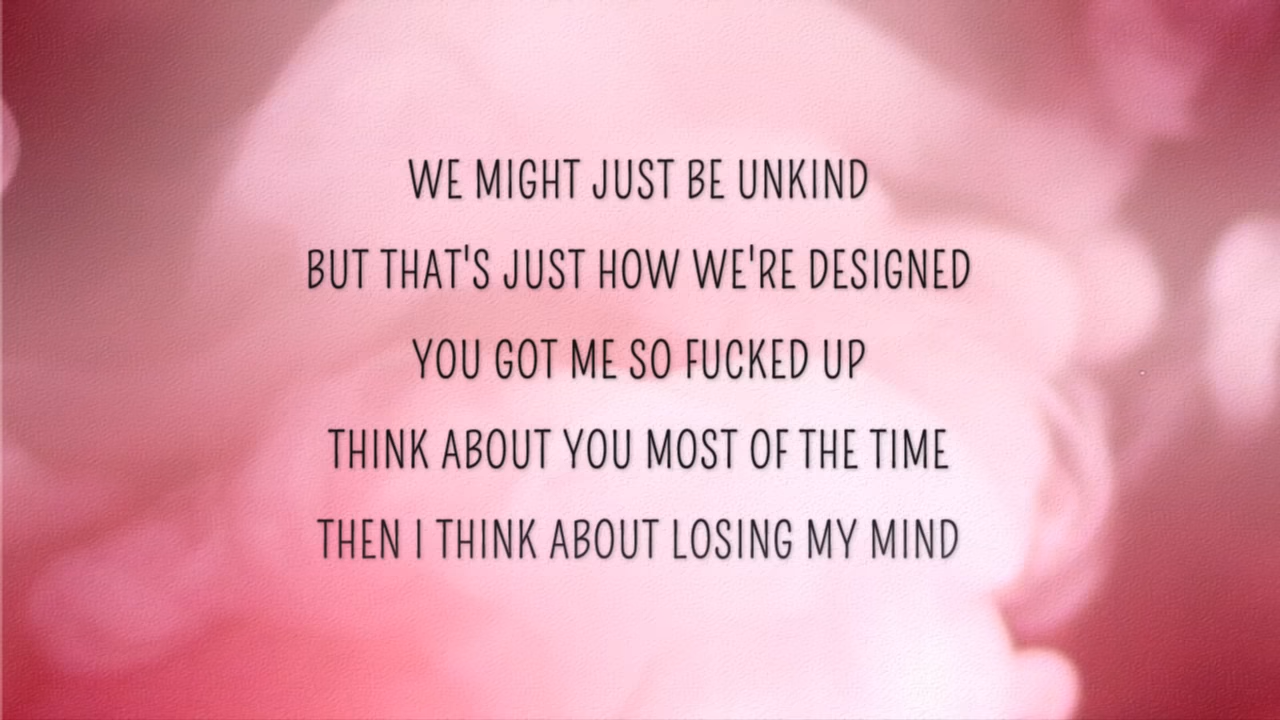 WE MIGHT JUST BE UNKIND
BUT THAT'S JUST HOW WE'RE DESIGNED
YOU GOT ME SO FUCKED UP
THINK ABOUT YOU MOST OF THE TIME
THEN I THINK ABOUT LOSING MY MIND